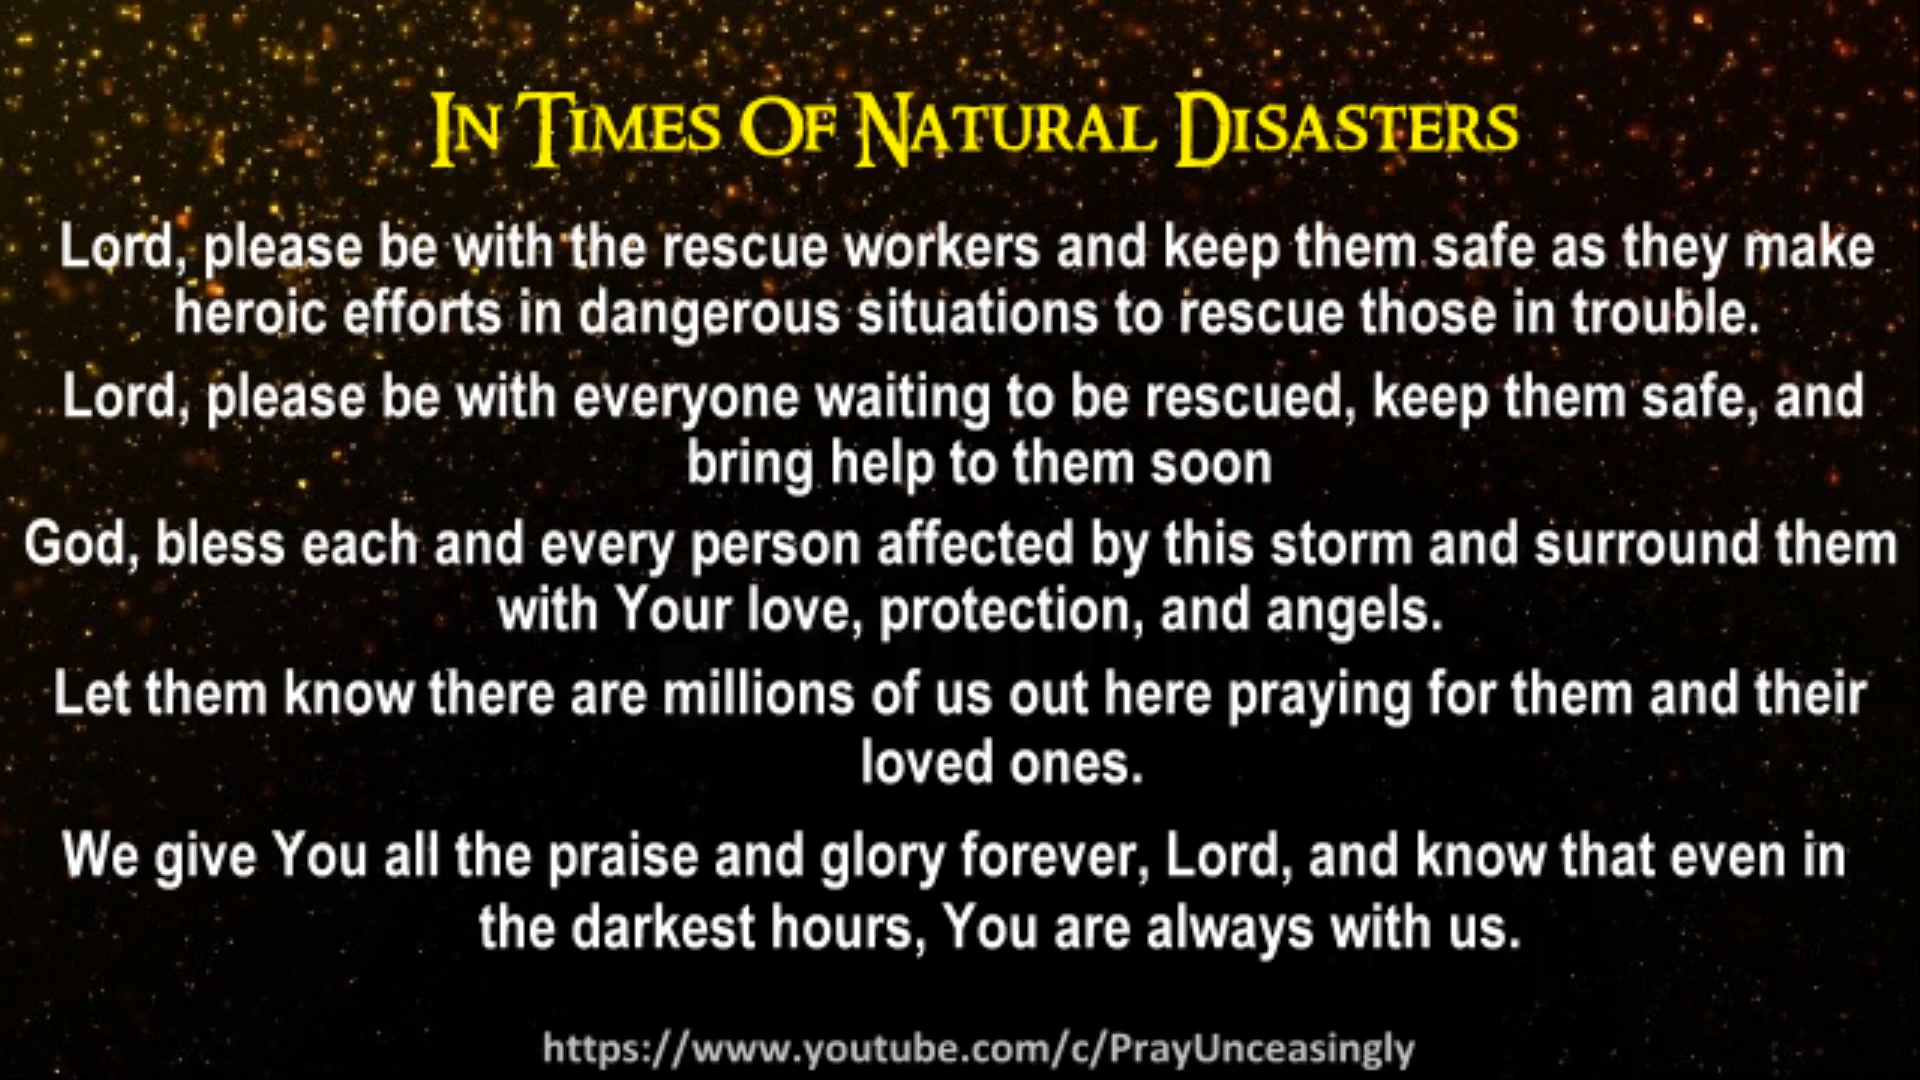 In Times Of Natural Disasters
Lord, please be with the rescue workers and keep them safe as they make
heroic efforts in dangerous situations to rescue those in trouble.
Lord, please be with everyone waiting to be rescued, keep them safe, and
bring help to them soon
God, bless each and every person affected by this storm and surround them
with Your love, protection, and angels.
Let them know there are millions of us out here praying for them and their
loved ones.
We give You all the praise and glory forever, Lord, and know that even in
the darkest hours, You are always with us.
https://www.youtube.com/c/PrayUnceasingly